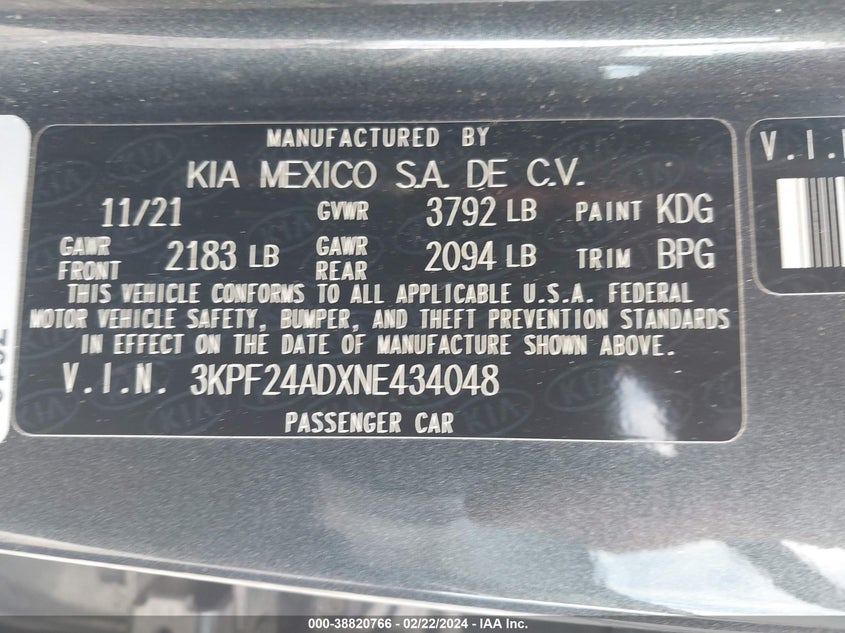 MANUFACTURED BY
KIA MEXICO S.A. DE C.V.
11/21 GVWR 3792 LB PAINT KDG
GAWR FRONT 2183 LB GAWR REAR 2094 LB TRIM BPG
THIS VEHICLE CONFORMS TO ALL APPLICABLE U.S.A. FEDERAL
MOTOR VEHICLE SAFETY, BUMPER, AND THEFT PREVENTION STANDARDS
IN EFFECT ON THE DATE OF MANUFACTURE SHOWN ABOVE.
V.I.N. 3KPF24ADXNE434048
PASSENGER CAR
V.I.
000-38820766 - 02/22/2024 - IAA Inc.